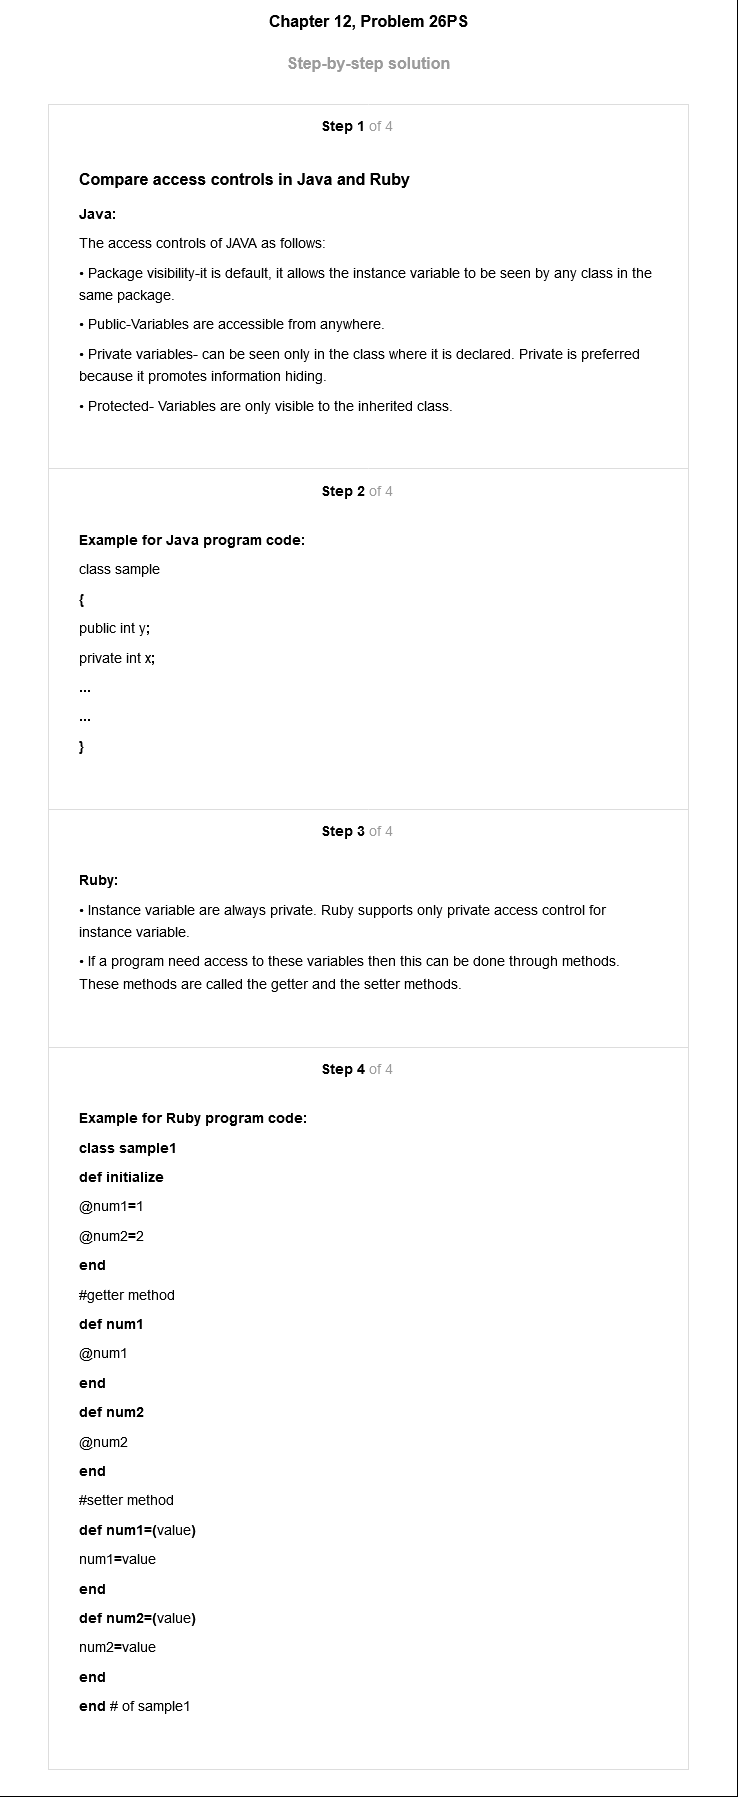 Chapter 12, Problem 26PS
Step-by-step solution
Step 1 of 4
Compare access controls in Java and Ruby
Java:
The access controls of JAVA as follows:
• Package visibility-it is default, it allows the instance variable to be seen by any class in the
same package.
• Public-Variables are accessible from anywhere.
• Private variables- can be seen only in the class where it is declared. Private is preferred
because it promotes information hiding.
• Protected- Variables are only visible to the inherited class.
Step 2 of 4
Example for Java program code:
class sample
{
public int y;
private int x;
...
...
}
Step 3 of 4
Ruby:
• Instance variable are always private. Ruby supports only private access control for
instance variable.
• If a program need access to these variables then this can be done through methods.
These methods are called the getter and the setter methods.
Step 4 of 4
Example for Ruby program code:
class sample1
def initialize
@num1=1
@num2=2
end
#getter method
def num1
@num1
end
def num2
@num2
end
#setter method
def num1=(value)
num1=value
end
def num2=(value)
num2=value
end
end # of sample1